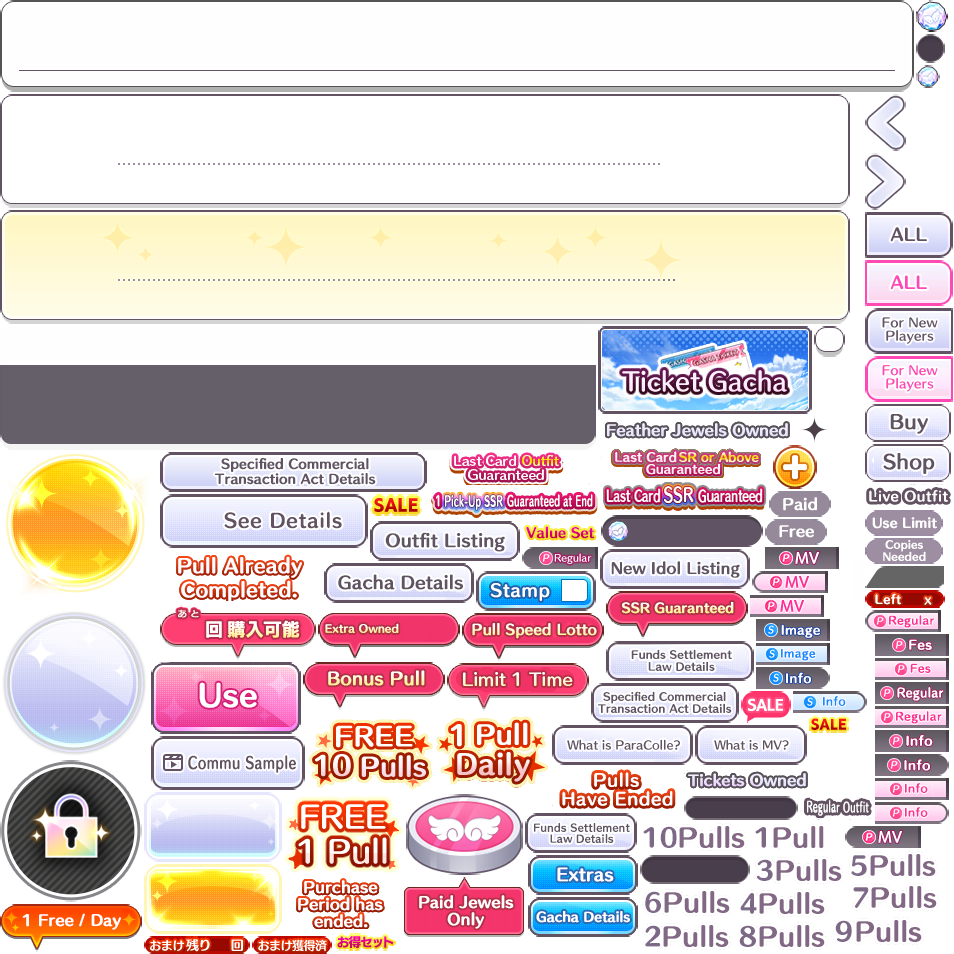 ALL
ALL
For New
Players
For New
Players
Ticket Gacha
Feather Jewels Owned
Buy
Shop
Specified Commercial
Transaction Act Details
Last Card Outfit
Guaranteed
Last Card SR or Above
Guaranteed
See Details
SALE
1 Pick-Up SSR Guaranteed at End
Last Card SSR Guaranteed
Paid
Live Outfit
Outfit Listing
Value Set
Free
Use Limit
P Regular
Copies
Needed
Pull Already
Completed.
Gacha Details
Stamp
New Idol Listing
P MV
P MV
P MV
Left x
SSR Guaranteed
P Regular
あと
回 購入可能
Extra Owned
Pull Speed Lotto
S Image
S Image
S Info
P Fes
P Fes
Funds Settlement
Law Details
Use
Bonus Pull
Limit 1 Time
Specified Commercial
Transaction Act Details
SALE
S Info
P Regular
P Regular
SALE
FREE
10 Pulls
1 Pull
Daily
What is ParaColle?
What is MV?
P Info
P Info
P Info
P Info
Commu Sample
Pulls
Have Ended
Tickets Owned
Regular Outfit
FREE
1 Pull
Funds Settlement
Law Details
10Pulls
1Pull
P MV
Extras
3Pulls
5Pulls
Purchase
Period has
ended.
Paid Jewels
Only
Gacha Details
6Pulls
4Pulls
7Pulls
2Pulls
8Pulls
9Pulls
1 Free / Day
おまけ残り 回
おまけ獲得済
お得セット